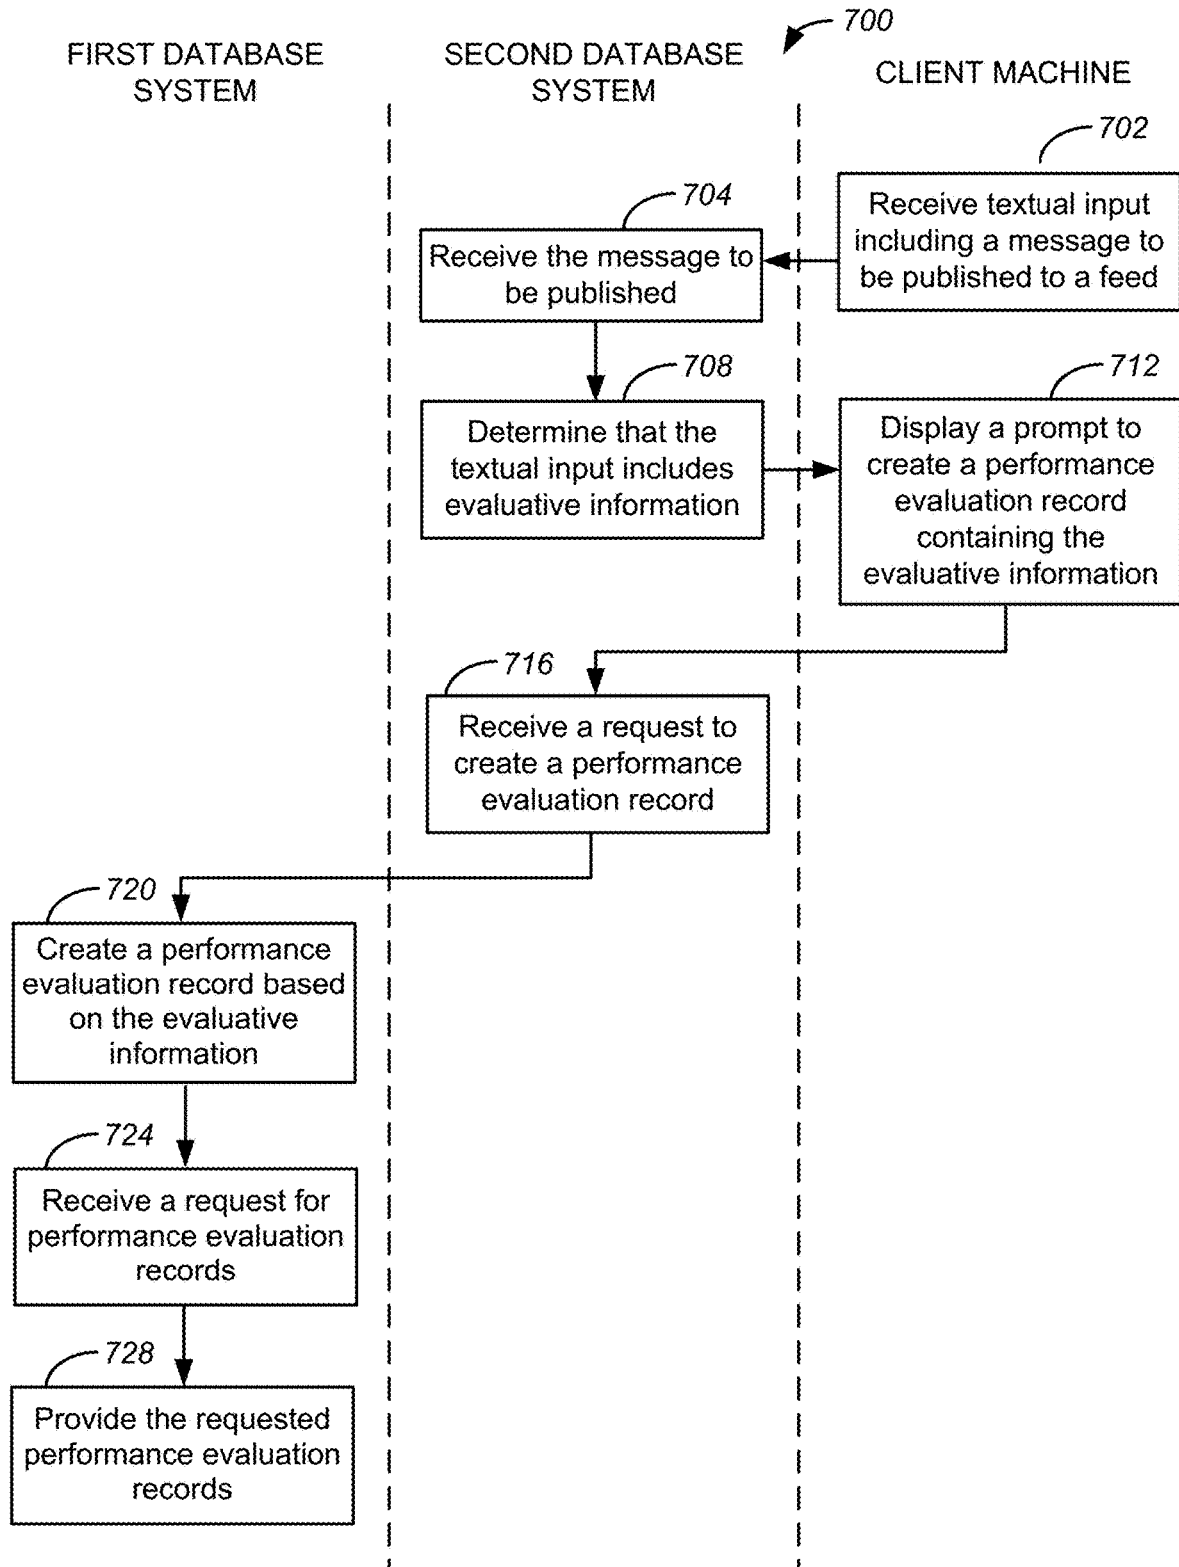 700
FIRST DATABASE
SYSTEM
SECOND DATABASE
SYSTEM
CLIENT MACHINE
702
Receive textual input
including a message to
be published to a feed
704
Receive the message to
be published
708
Determine that the
textual input includes
evaluative information
712
Display a prompt to
create a performance
evaluation record
containing the
evaluative information
716
Receive a request to
create a performance
evaluation record
720
Create a performance
evaluation record based
on the evaluative
information
724
Receive a request for
performance evaluation
records
728
Provide the requested
performance evaluation
records